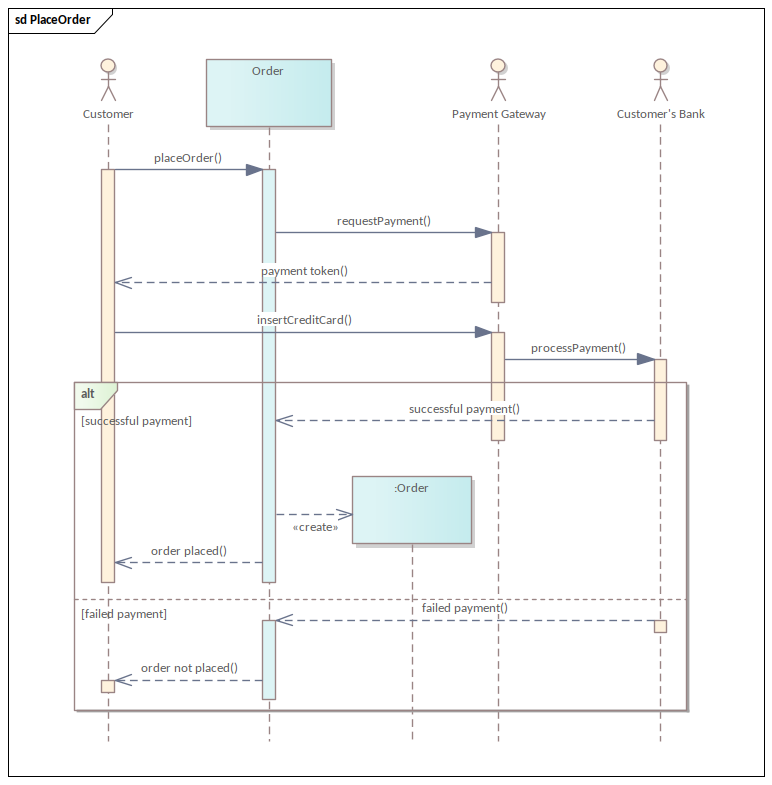 sd PlaceOrder
Order
Customer
Payment Gateway
Customer's Bank
placeOrder()
requestPayment()
payment token()
insertCreditCard()
processPayment()
alt
successful payment()
[successful payment]
:Order
«create»
order placed()
failed payment()
[failed payment]
order not placed()